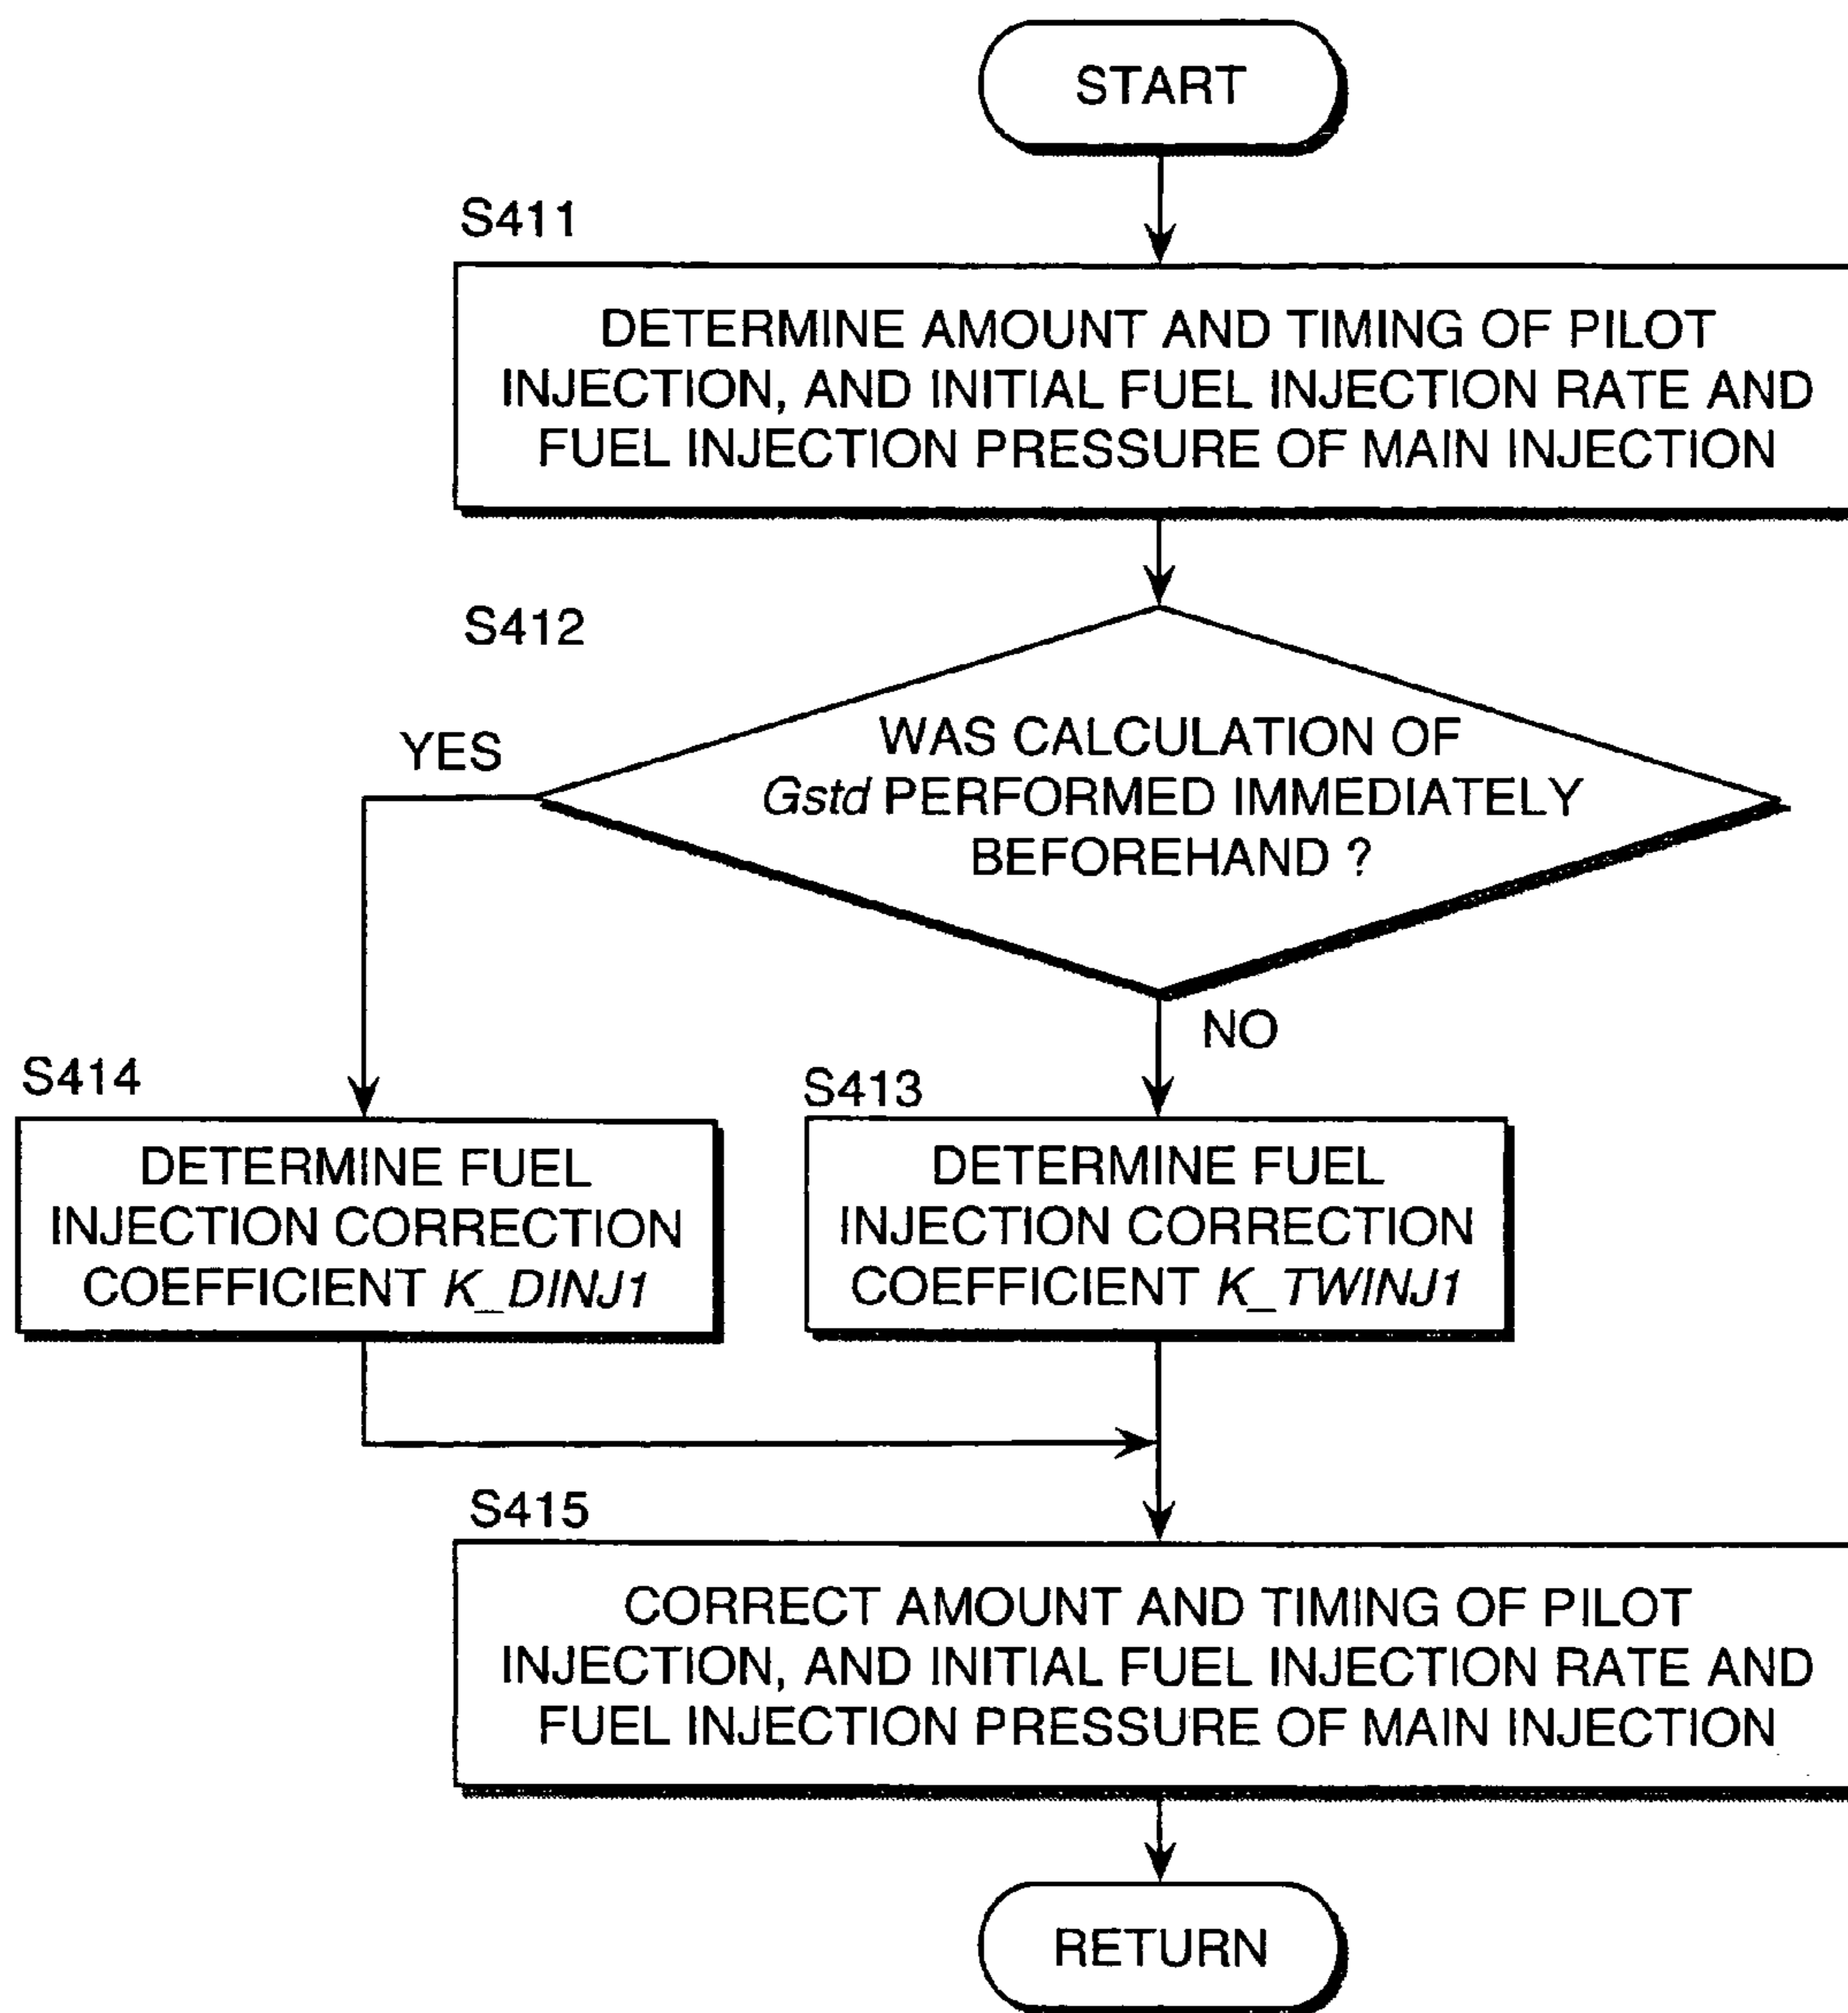 START
S411
DETERMINE AMOUNT AND TIMING OF PILOT
INJECTION, AND INITIAL FUEL INJECTION RATE AND
FUEL INJECTION PRESSURE OF MAIN INJECTION
S412
WAS CALCULATION OF
Gstd PERFORMED IMMEDIATELY
BEFOREHAND ?
YES
NO
S414
DETERMINE FUEL
INJECTION CORRECTION
COEFFICIENT K_DINJ1
S413
DETERMINE FUEL
INJECTION CORRECTION
COEFFICIENT K_TWINJ1
S415
CORRECT AMOUNT AND TIMING OF PILOT
INJECTION, AND INITIAL FUEL INJECTION RATE AND
FUEL INJECTION PRESSURE OF MAIN INJECTION
RETURN